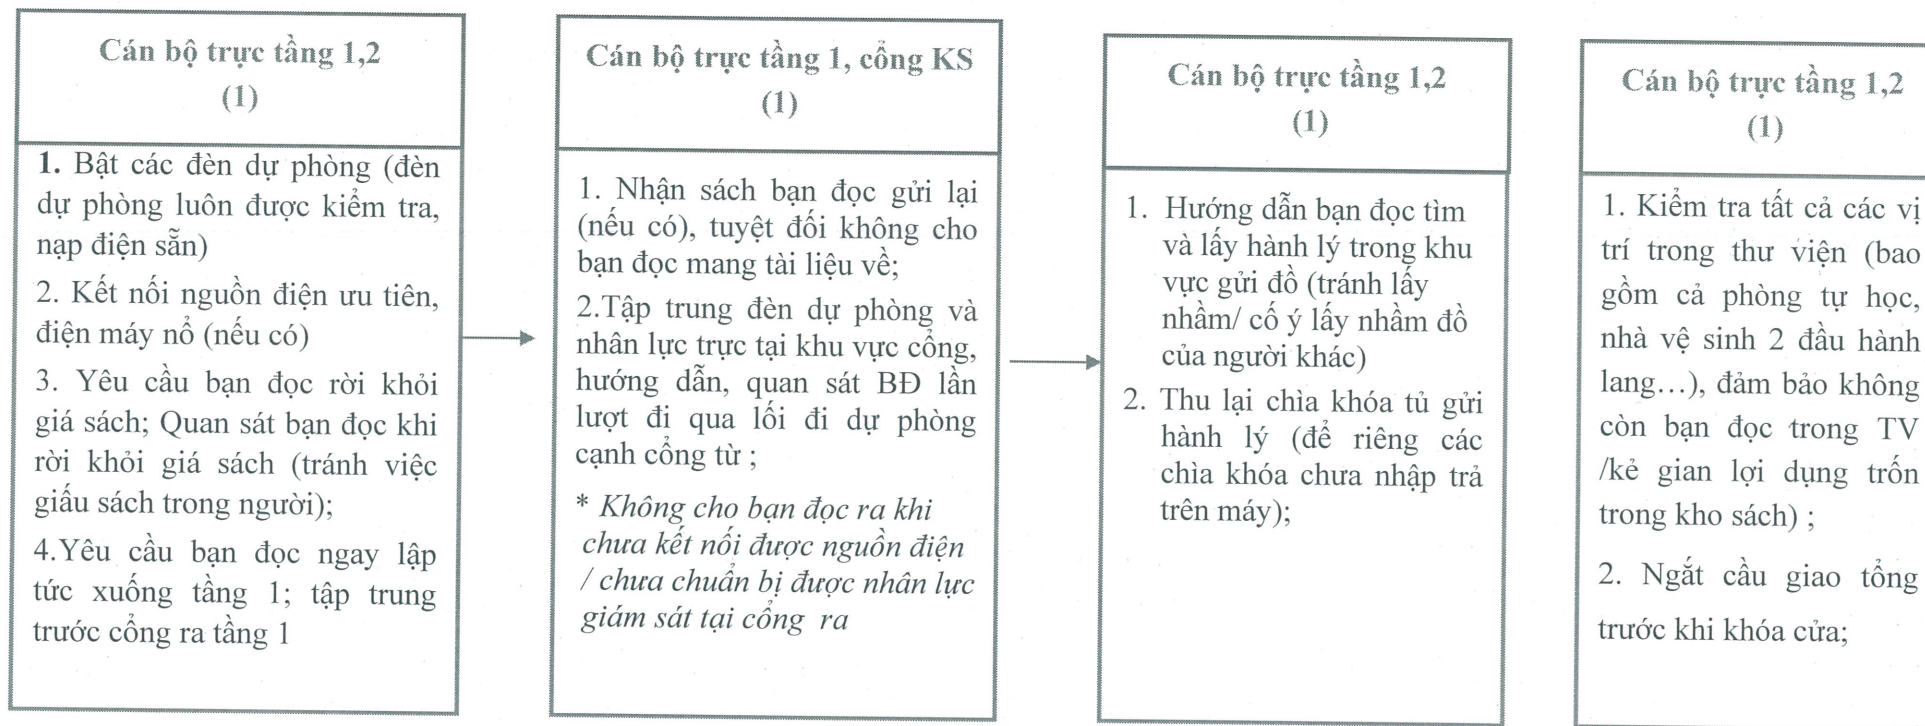 Cán bộ trực tầng 1,2
(1)
1. Bật các đèn dự phòng (đèn
dự phòng luôn được kiểm tra,
nạp điện sẵn)
2. Kết nối nguồn điện ưu tiên,
điện máy nổ (nếu có)
3. Yêu cầu bạn đọc rời khỏi
giá sách; Quan sát bạn đọc khi
rời khỏi giá sách (tránh việc
giấu sách trong người);
4.Yêu cầu bạn đọc ngay lập
tức xuống tầng 1; tập trung
trước cổng ra tầng 1
Cán bộ trực tầng 1, cổng KS
(1)
1. Nhận sách bạn đọc gửi lại
(nếu có), tuyệt đối không cho
bạn đọc mang tài liệu về;
2.Tập trung đèn dự phòng và
nhân lực trực tại khu vực cổng,
hướng dẫn, quan sát BĐ lần
lượt đi qua lối đi dự phòng
cạnh cổng từ ;
* Không cho bạn đọc ra khi
chưa kết nối được nguồn điện
/ chưa chuẩn bị được nhân lực
giám sát tại cổng ra
Cán bộ trực tầng 1,2
(1)
1. Hướng dẫn bạn đọc tìm
và lấy hành lý trong khu
vực gửi đồ (tránh lấy
nhầm/ cố ý lấy nhầm đồ
của người khác)
2. Thu lại chìa khóa tủ gửi
hành lý (để riêng các
chìa khóa chưa nhập trả
trên máy);
Cán bộ trực tầng 1,2
(1)
1. Kiểm tra tất cả các vị
trí trong thư viện (bao
gồm cả phòng tự học,
nhà vệ sinh 2 đầu hành
lang…), đảm bảo không
còn bạn đọc trong TV
/kẻ gian lợi dụng trốn
trong kho sách) ;
2. Ngắt cầu giao tổng
trước khi khóa cửa;